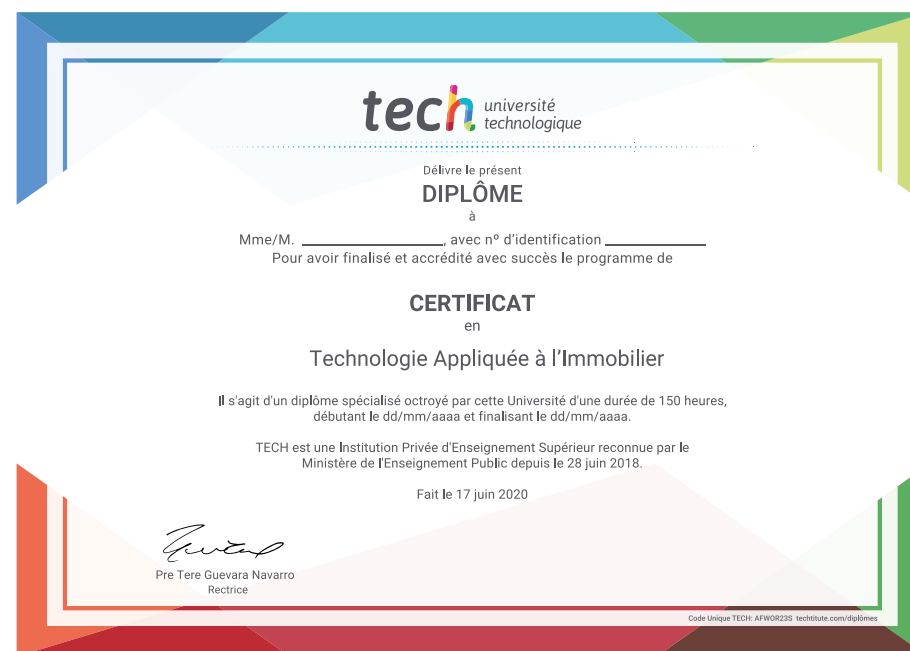 tech université
technologique
Délivre le présent
DIPLÔME
à
Mme/M. ____________________, avec nº d'identification ______________
Pour avoir finalisé et accrédité avec succès le programme de
CERTIFICAT
en
Technologie Appliquée à l'Immobilier
Il s'agit d'un diplôme spécialisé octroyé par cette Université d'une durée de 150 heures,
débutant le dd/mm/aaaa et finalisant le dd/mm/aaaa.
TECH est une Institution Privée d'Enseignement Supérieur reconnue par le
Ministère de l'Enseignement Public depuis le 28 juin 2018.
Fait le 17 juin 2020
Pre Tere Guevara Navarro
Rectrice
Code Unique TECH: AFWOR23S techtitute.com/diplômes